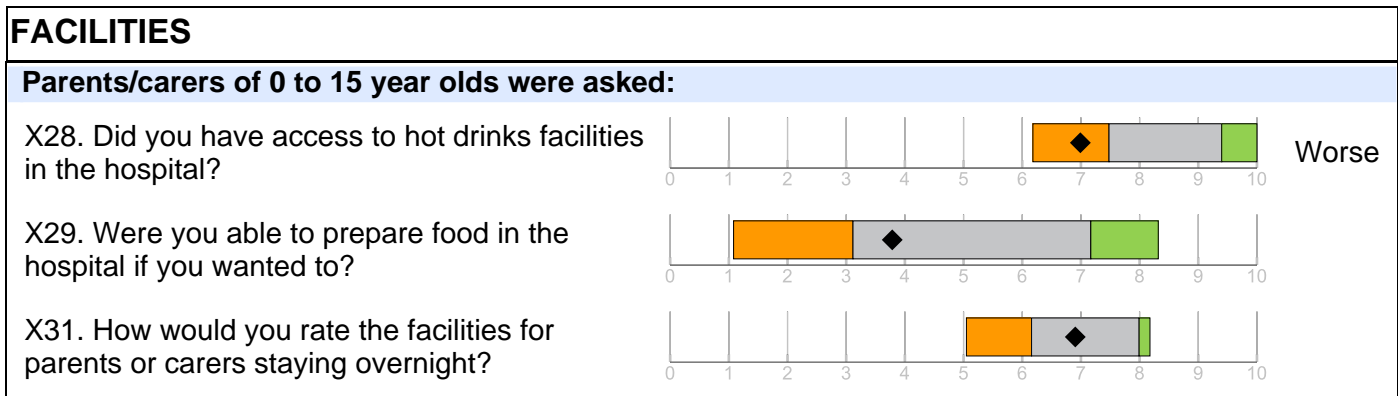 FACILITIES
Parents/carers of 0 to 15 year olds were asked:
X28. Did you have access to hot drinks facilities
in the hospital?
Worse
0 1 2 3 4 5 6 7 8 9 10
X29. Were you able to prepare food in the
hospital if you wanted to?
0 1 2 3 4 5 6 7 8 9 10
X31. How would you rate the facilities for
parents or carers staying overnight?
0 1 2 3 4 5 6 7 8 9 10